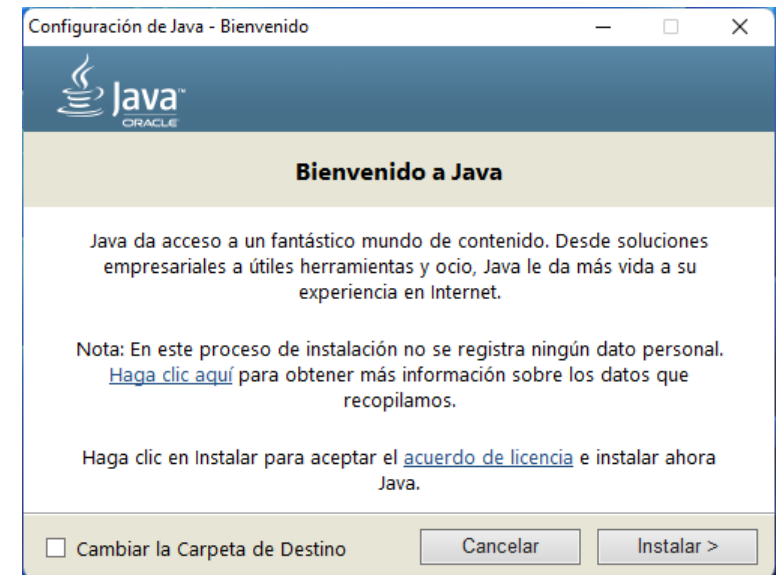 Configuración de Java - Bienvenido
Java™
ORACLE
Bienvenido a Java
Java da acceso a un fantástico mundo de contenido. Desde soluciones
empresariales a útiles herramientas y ocio, Java le da más vida a su
experiencia en Internet.
Nota: En este proceso de instalación no se registra ningún dato personal.
Haga clic aquí para obtener más información sobre los datos que
recopilamos.
Haga clic en Instalar para aceptar el acuerdo de licencia e instalar ahora
Java.
Cambiar la Carpeta de Destino
Cancelar
Instalar >